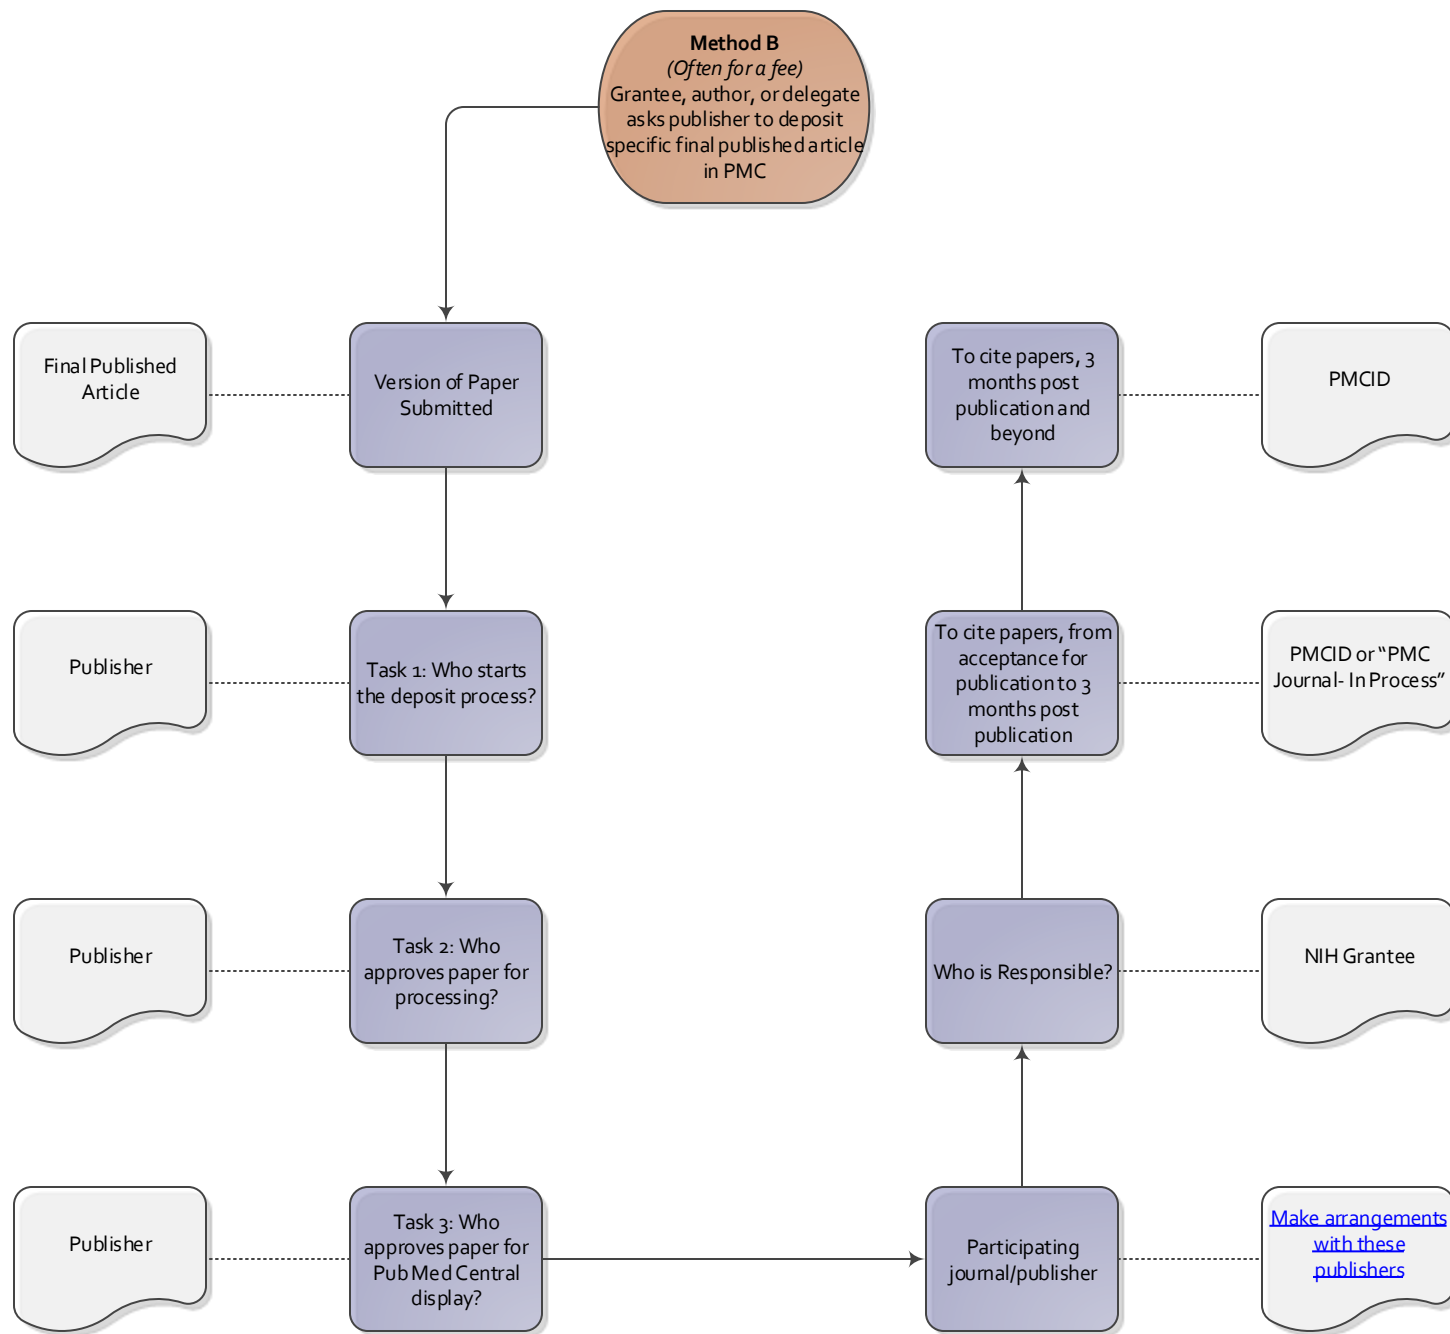 Method B
(Often for a fee)
Grantee, author, or delegate
asks publisher to deposit
specific final published article
in PMC
Final Published
Article
Version of Paper
Submitted
To cite papers, 3
months post
publication and
beyond
PMCID
Publisher
Task 1: Who starts
the deposit process?
To cite papers, from
acceptance for
publication to 3
months post
publication
PMCID or “PMC
Journal- In Process”
Publisher
Task 2: Who
approves paper for
processing?
Who is Responsible?
NIH Grantee
Publisher
Task 3: Who
approves paper for
PubMed Central
display?
Participating
journal/publisher
Make arrangements
with these
publishers